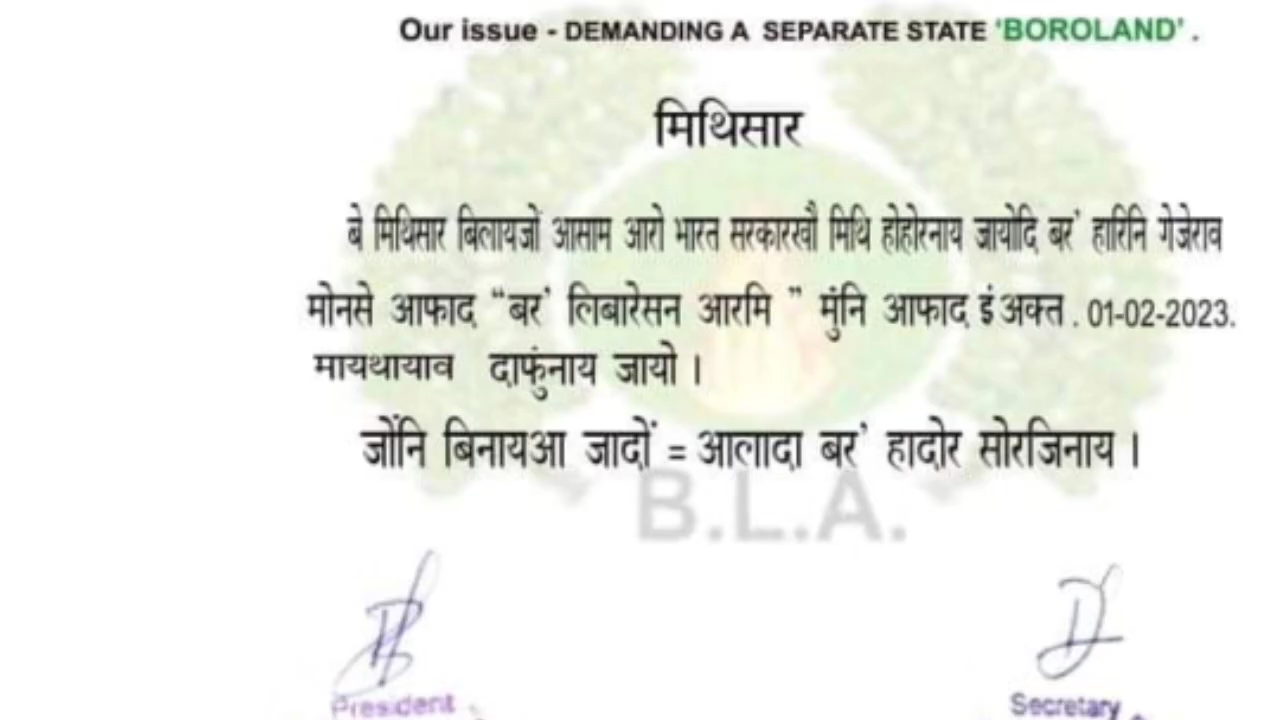 Our issue - DEMANDING A SEPARATE STATE ‘BOROLAND’ .
मिथिसार
बे मिथिसार बिलायजों आसाम आरो भारत सरकारखौ मिथि होहोरनाय जायोदि बर’ हारिनि गेजेराव
मोनसे आफाद “बर’ लिबारेसन आरमि ” मुंनि आफाद इं अक्त . 01-02-2023.
मायथायाव दाफुंनाय जायो ।
जोंनि बिनायआ जादों = आलादा बर’ हादोर सोरजिनाय ।
B.L.A.
President
Secretary